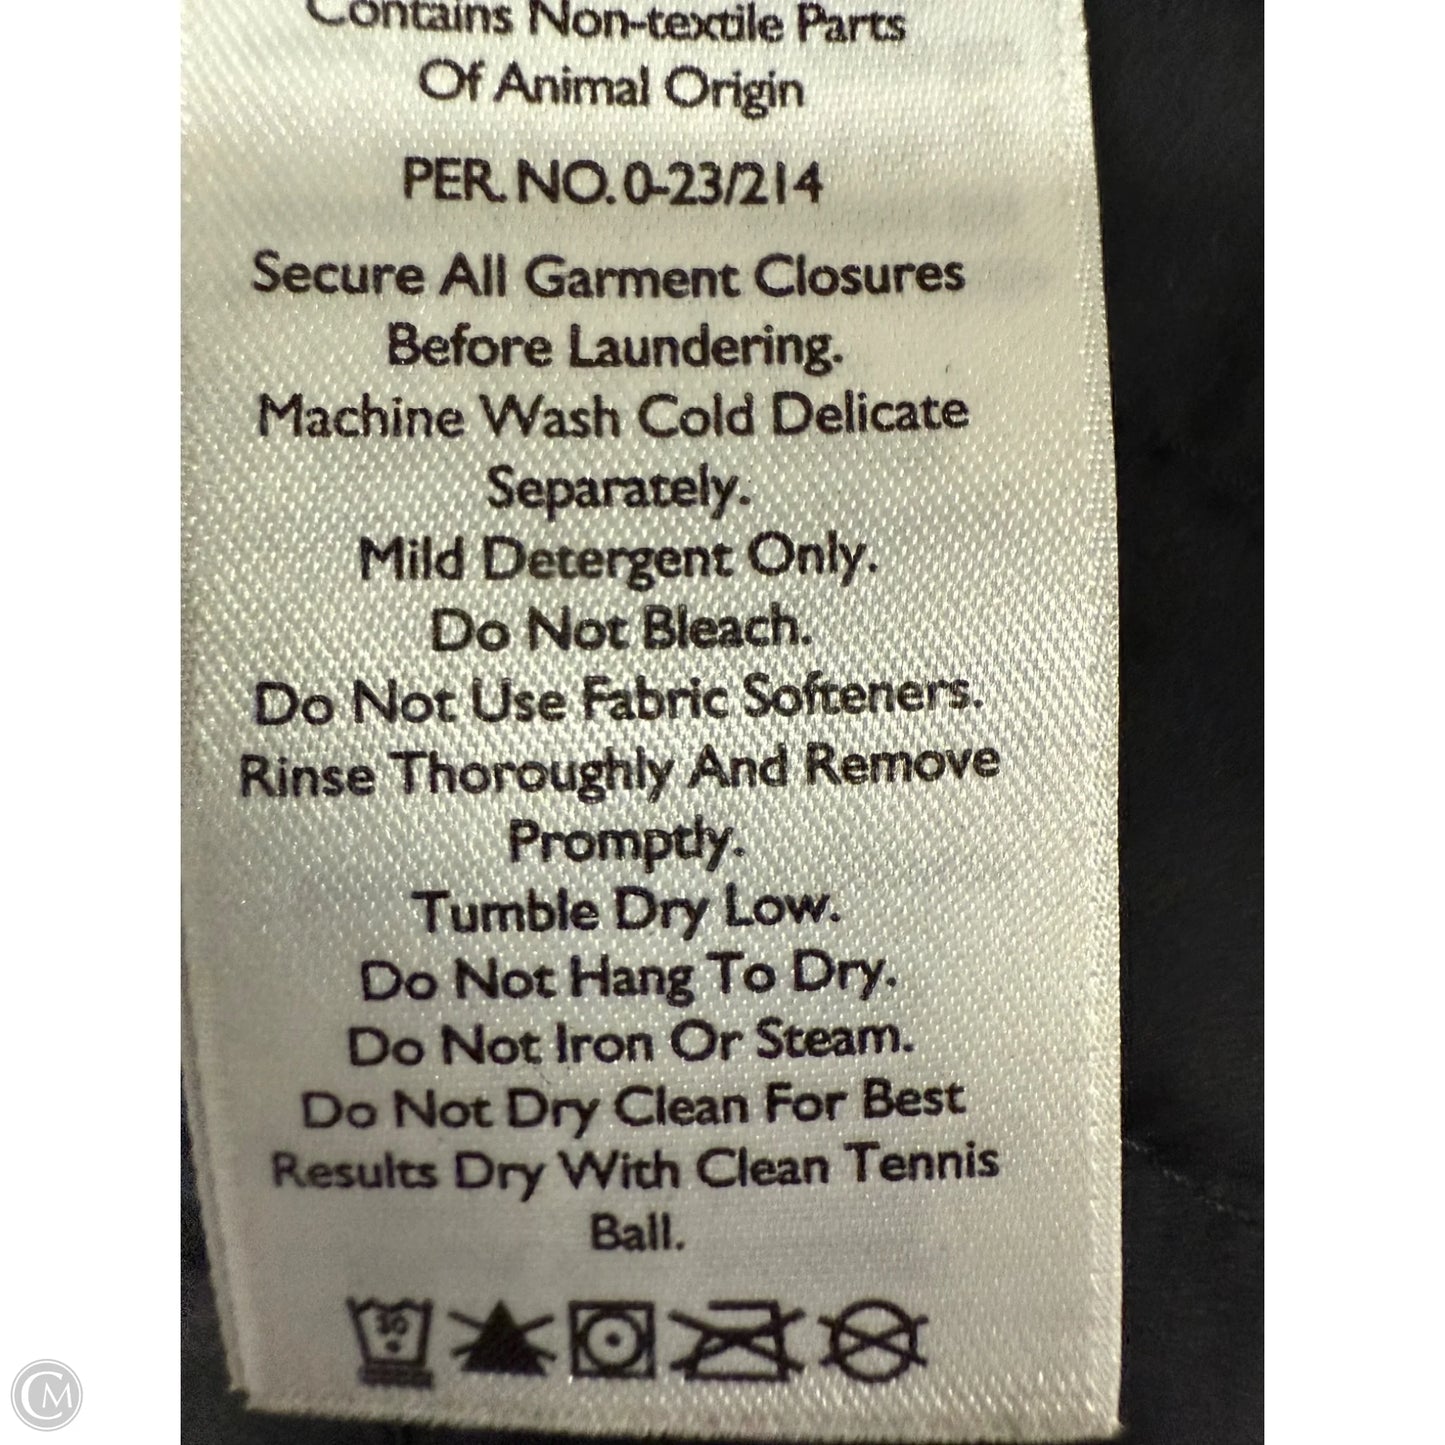 Contains Non-textile Parts
Of Animal Origin
PER. NO. 0-23/214
Secure All Garment Closures
Before Laundering.
Machine Wash Cold Delicate
Separately.
Mild Detergent Only.
Do Not Bleach.
Do Not Use Fabric Softeners.
Rinse Thoroughly And Remove
Promptly.
Tumble Dry Low.
Do Not Hang To Dry.
Do Not Iron Or Steam.
Do Not Dry Clean For Best
Results Dry With Clean Tennis
Ball.
30
CM